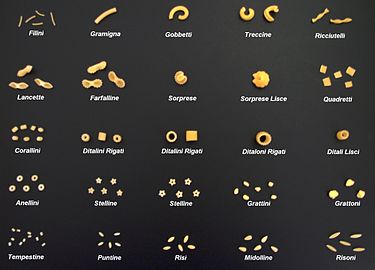 Filini Gramigna Gobbetti Treccine Ricciutelli
Lancette Farfalline Sorprese Sorprese Lisce Quadretti
Corallini Ditalini Rigati Ditalini Rigati Ditaloni Rigati Ditali Lisci
Anellini Stelline Stelline Grattini Grattoni
Tempestine Puntine Risi Midolline Risoni